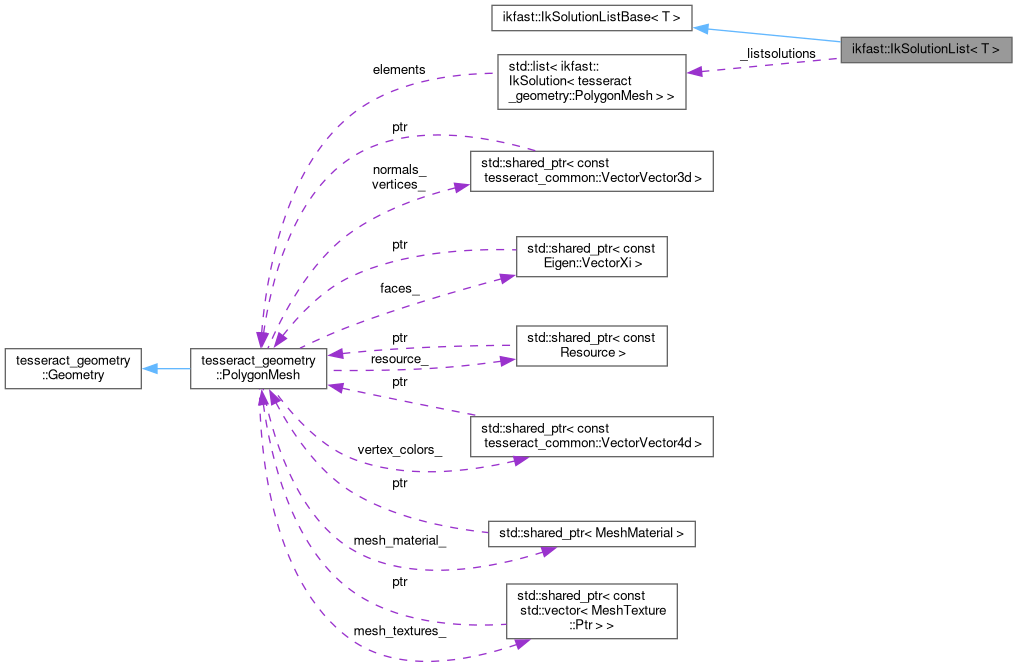 ikfast::IkSolutionListBase< T >
ikfast::IkSolutionList< T >
_listsolutions
std::list< ikfast::
IkSolution< tesseract
_geometry::PolygonMesh > >
elements
ptr
std::shared_ptr< const
tesseract_common::VectorVector3d >
normals_
vertices_
ptr
std::shared_ptr< const
Eigen::VectorXi >
faces_
ptr
std::shared_ptr< const
Resource >
resource_
tesseract_geometry
::Geometry
tesseract_geometry
::PolygonMesh
ptr
std::shared_ptr< const
tesseract_common::VectorVector4d >
vertex_colors_
ptr
std::shared_ptr< MeshMaterial >
mesh_material_
ptr
std::shared_ptr< const
std::vector< MeshTexture
::Ptr > >
mesh_textures_